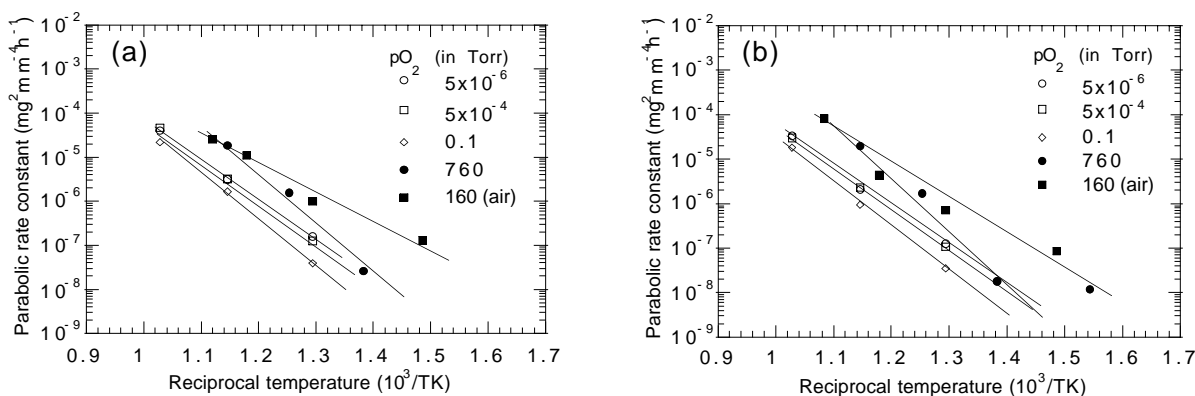 (a)
pO₂ (in Torr)
5x10⁻⁶
5x10⁻⁴
0.1
760
160 (air)
Parabolic rate constant (mg²m m⁻⁴h⁻¹)
10⁻²
10⁻³
10⁻⁴
10⁻⁵
10⁻⁶
10⁻⁷
10⁻⁸
10⁻⁹
0.9 1 1.1 1.2 1.3 1.4 1.5 1.6 1.7
Reciprocal temperature (10³/TK)
(b)
pO₂ (in Torr)
5x10⁻⁶
5x10⁻⁴
0.1
760
160 (air)
Parabolic rate constant (mg²m m⁻⁴h⁻¹)
10⁻²
10⁻³
10⁻⁴
10⁻⁵
10⁻⁶
10⁻⁷
10⁻⁸
10⁻⁹
0.9 1 1.1 1.2 1.3 1.4 1.5 1.6 1.7
Reciprocal temperature (10³/TK)